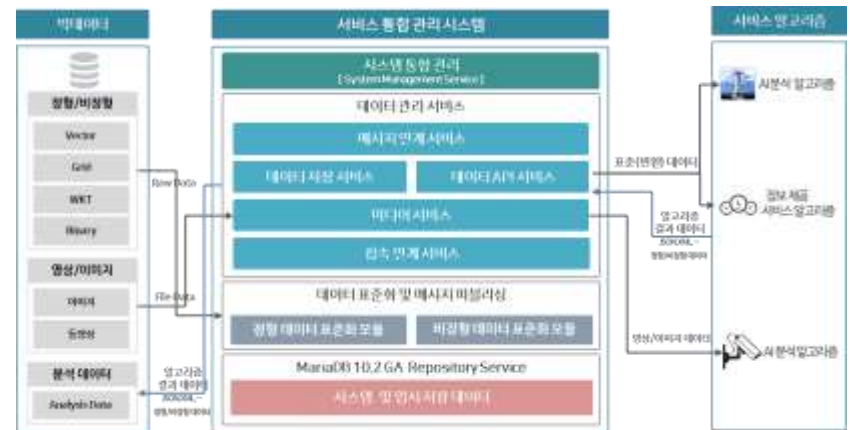 빅데이터
서비스 통합 관리 시스템
서비스 알고리즘
정형/비정형
Vector
Grid
WKT
Binary
영상/이미지
이미지
동영상
분석 데이터
Analysis Data
Raw Data
File Data
알고리즘
결과 데이터
시스템 통합 관리
[ System Management Service ]
데이터 관리 서비스
메시지 연계 서비스
데이터 저장 서비스
데이터 API 서비스
미디어 서비스
접속 연계 서비스
데이터 표준화 및 메시지 퍼블리싱
정형 데이터 표준화 모듈
비정형 데이터 표준화 모듈
MariaDB 10.2 GA Repository Service
시스템 및 임시 저장 데이터
표준(변환) 데이터
알고리즘
결과 데이터
영상/이미지 데이터
AI분석 알고리즘
정보 제공
서비스 알고리즘
AI 분석 알고리즘